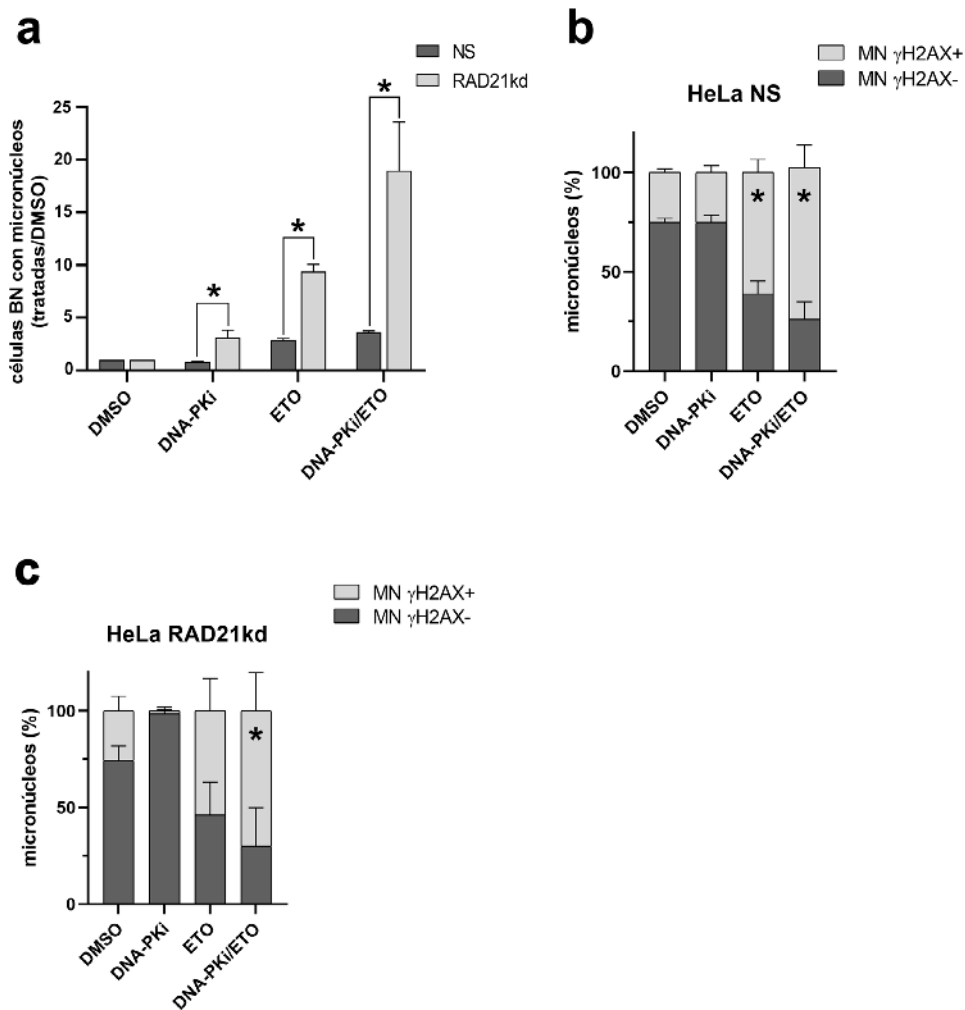 a
NS
RAD21kd
células BN con micronúcleos
(tratadas/DMSO)
25
20
15
10
5
0
*
*
*
DMSO
DNA-PKi
ETO
DNA-PKi/ETO
b
MN γH2AX+
MN γH2AX-
HeLa NS
micronúcleos (%)
100
50
0
*
*
DMSO
DNA-PKi
ETO
DNA-PKi/ETO
c
MN γH2AX+
MN γH2AX-
HeLa RAD21kd
micronúcleos (%)
100
50
0
*
DMSO
DNA-PKi
ETO
DNA-PKi/ETO